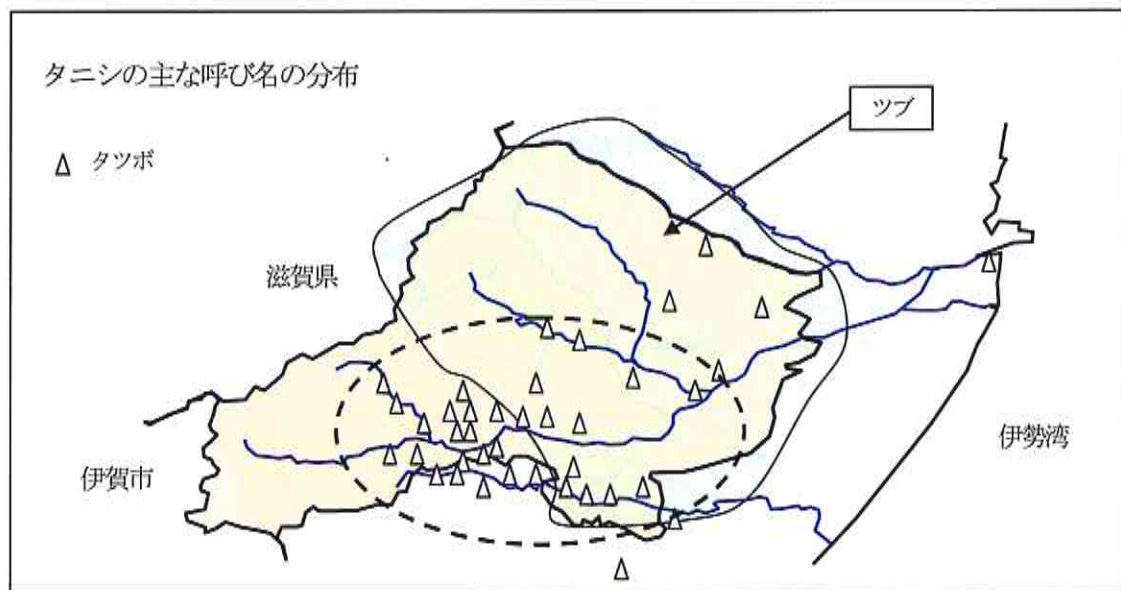 タニシの主な呼び名の分布
ツブ
タツボ
滋賀県
伊勢湾
伊賀市